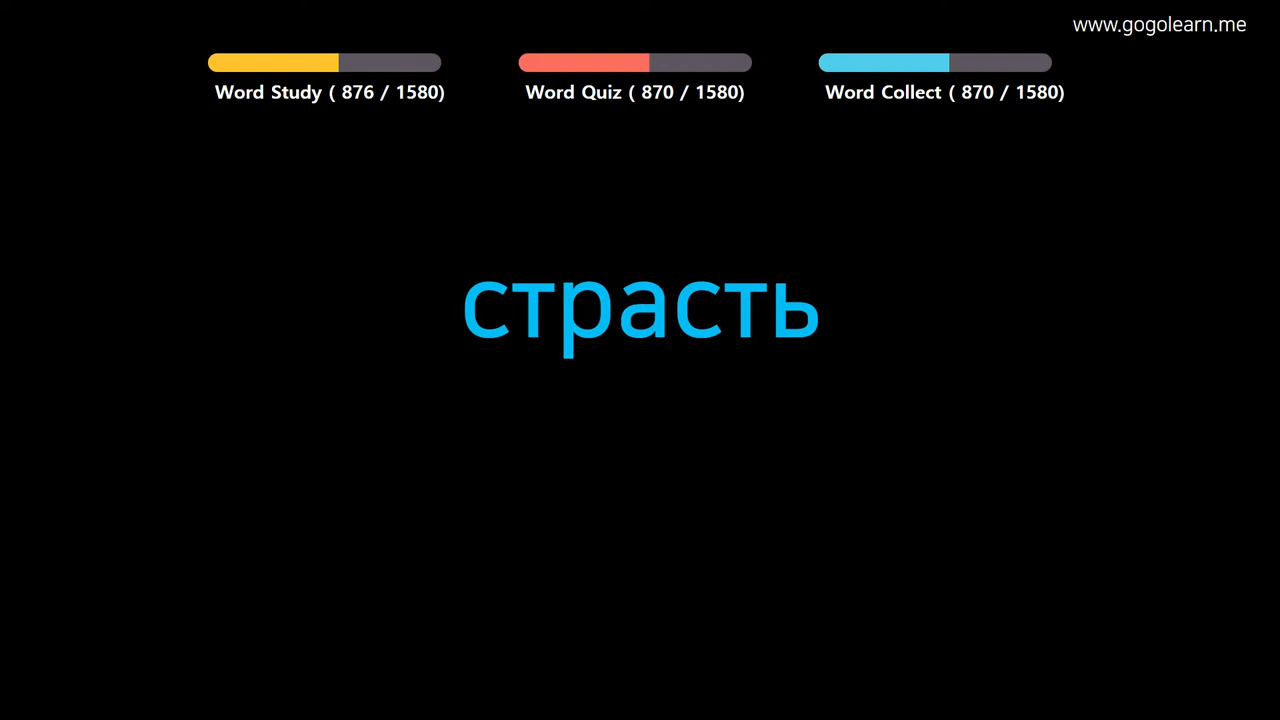 www.gogolearn.me
Word Study ( 876 / 1580)
Word Quiz ( 870 / 1580)
Word Collect ( 870 / 1580)
страсть